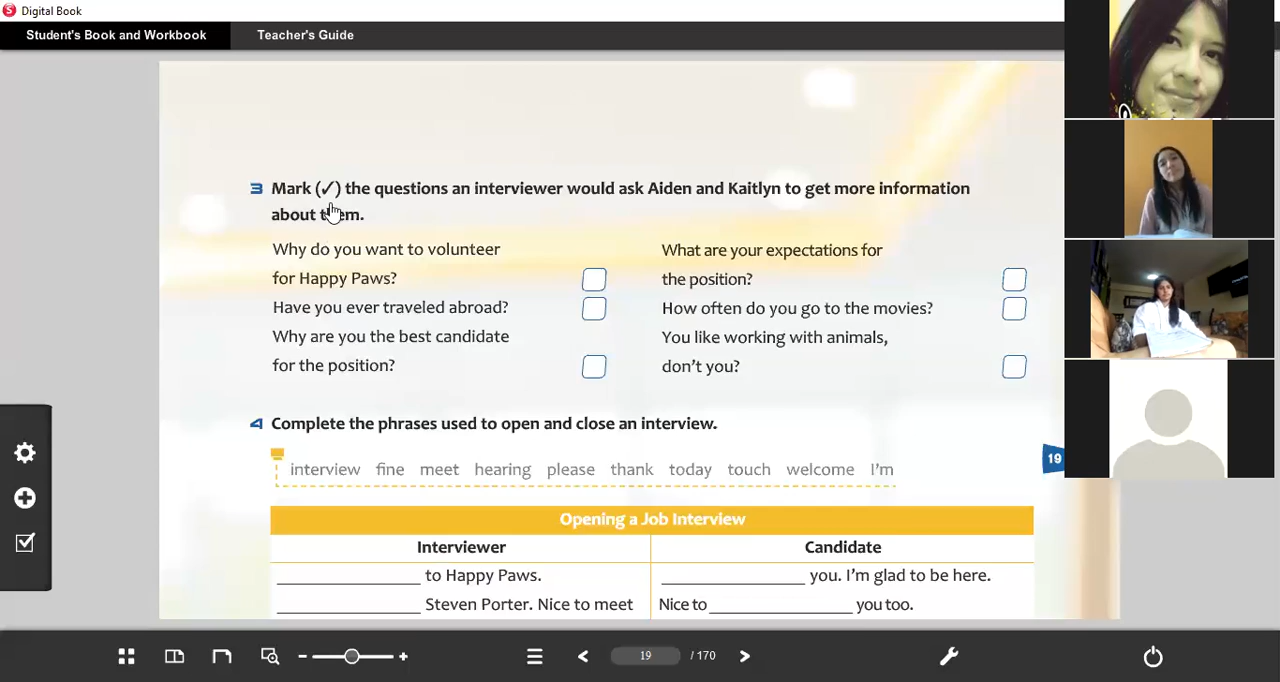 Digital Book
Student's Book and Workbook
Teacher's Guide
3 Mark (✓) the questions an interviewer would ask Aiden and Kaitlyn to get more information
about them.
Why do you want to volunteer
for Happy Paws?
Have you ever traveled abroad?
Why are you the best candidate
for the position?
What are your expectations for
the position?
How often do you go to the movies?
You like working with animals,
don't you?
4 Complete the phrases used to open and close an interview.
interview fine meet hearing please thank today touch welcome I'm
19
Opening a Job Interview
Interviewer
Candidate
_______________ to Happy Paws.
_______________ you. I'm glad to be here.
_______________ Steven Porter. Nice to meet
Nice to _______________ you too.
19 / 170